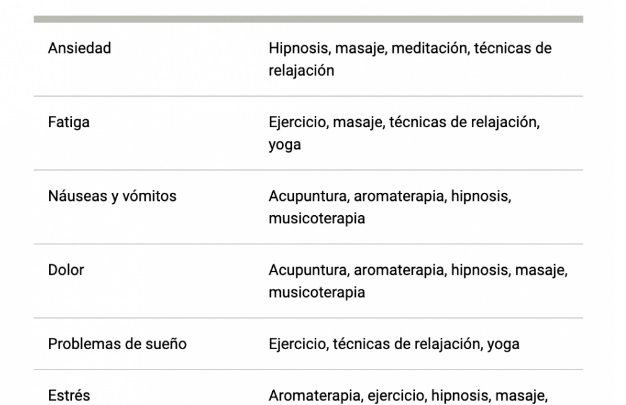 Ansiedad
Hipnosis, masaje, meditación, técnicas de
relajación
Fatiga
Ejercicio, masaje, técnicas de relajación,
yoga
Náuseas y vómitos
Acupuntura, aromaterapia, hipnosis,
musicoterapia
Dolor
Acupuntura, aromaterapia, hipnosis, masaje,
musicoterapia
Problemas de sueño
Ejercicio, técnicas de relajación, yoga
Estrés
Aromaterapia, ejercicio, hipnosis, masaje,